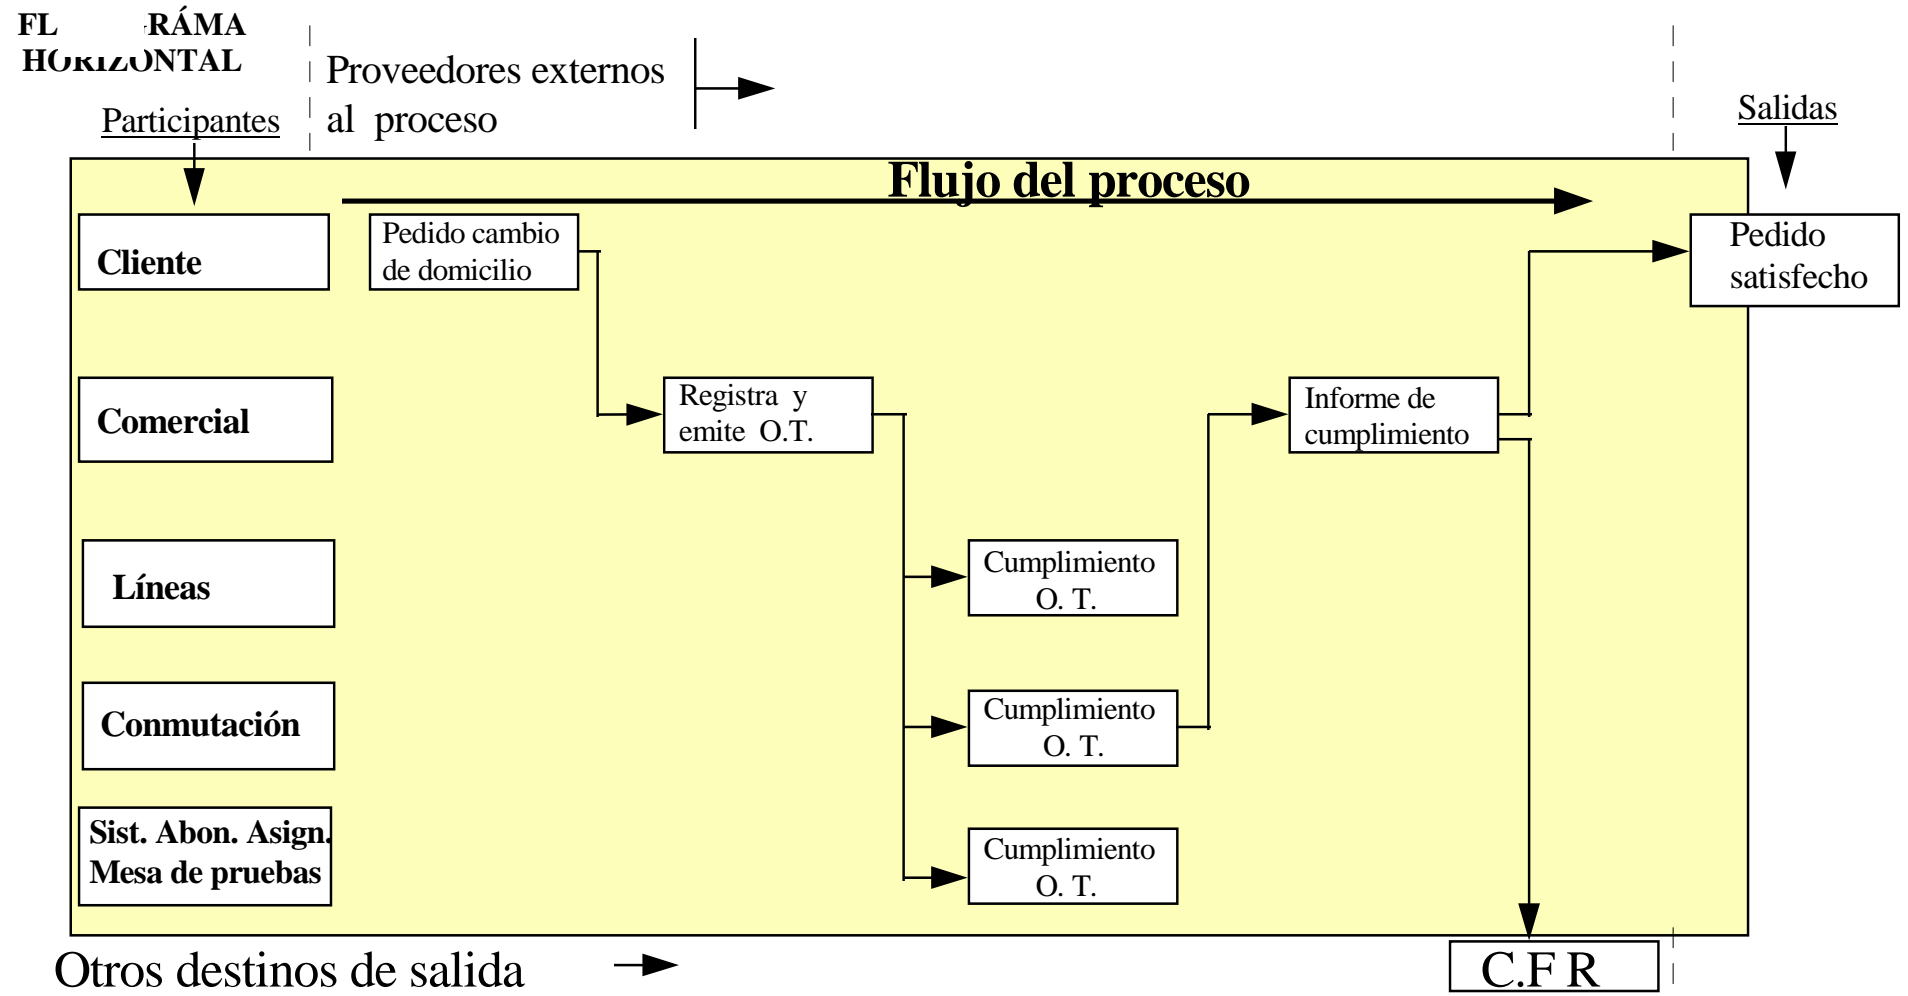 HORIZONTAL
Proveedores externos
al proceso
Participantes
Salidas
Flujo del proceso
Cliente
Pedido cambio
de domicilio
Pedido
satisfecho
Comercial
Registra y
emite O.T.
Informe de
cumplimiento
Líneas
Cumplimiento
O. T.
Conmutación
Cumplimiento
O. T.
Sist. Abon. Asign.
Mesa de pruebas
Cumplimiento
O. T.
Otros destinos de salida
C.F R